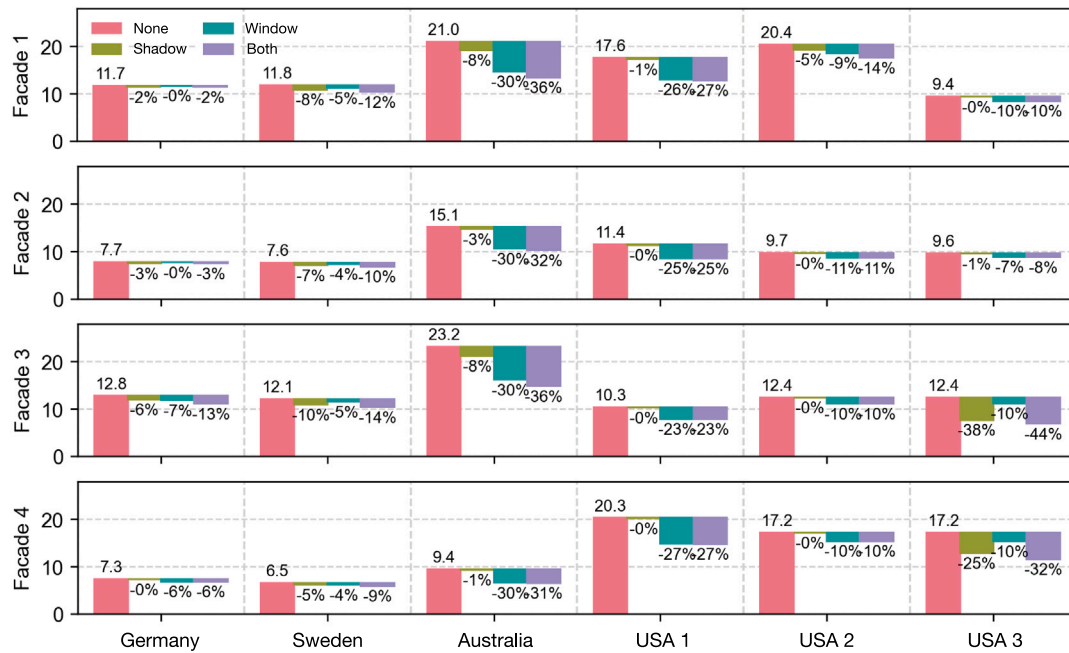 None Window
Shadow Both
Facade 1
20
10
0
11.7 11.8 21.0 17.6 20.4 9.4
-2% -0% -2% -8% -5% -12% -8% -30% -36% -1% -26% -27% -5% -9% -14% -0% -10% -10%
Facade 2
20
10
0
7.7 7.6 15.1 11.4 9.7 9.6
-3% -0% -3% -7% -4% -10% -3% -30% -32% -0% -25% -25% -0% -11% -11% -1% -7% -8%
Facade 3
20
10
0
12.8 12.1 23.2 10.3 12.4 12.4
-6% -7% -13% -10% -5% -14% -8% -30% -36% -0% -23% -23% -0% -10% -10% -38% -10% -44%
Facade 4
20
10
0
7.3 6.5 9.4 20.3 17.2 17.2
-0% -6% -6% -5% -4% -9% -1% -30% -31% -0% -27% -27% -0% -10% -10% -25% -10% -32%
Germany Sweden Australia USA 1 USA 2 USA 3